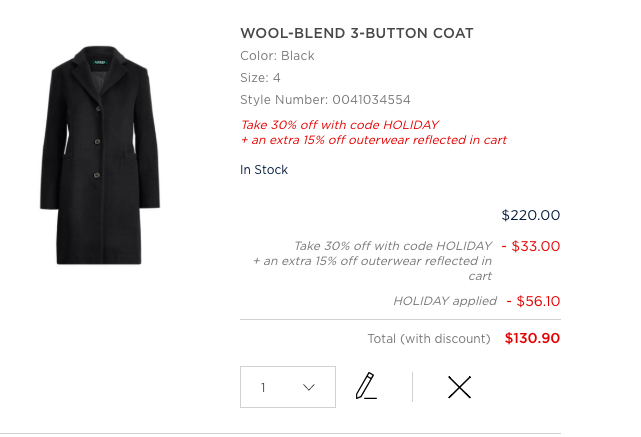 WOOL-BLEND 3-BUTTON COAT
Color: Black
Size: 4
Style Number: 0041034554
Take 30% off with code HOLIDAY
+ an extra 15% off outerwear reflected in cart
In Stock
$220.00
Take 30% off with code HOLIDAY - $33.00
+ an extra 15% off outerwear reflected in
cart
HOLIDAY applied - $56.10
Total (with discount) $130.90
1